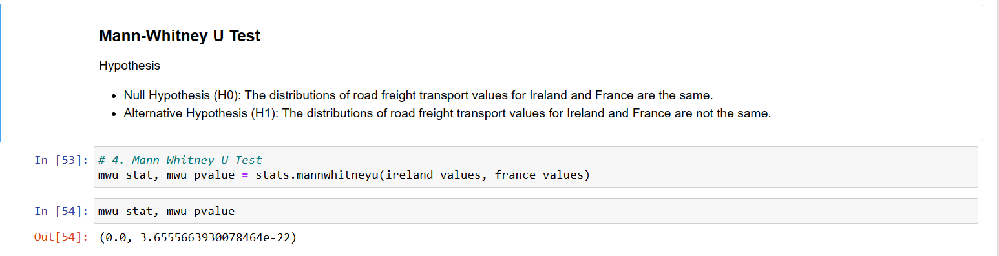 Mann-Whitney U Test
Hypothesis
• Null Hypothesis (H0): The distributions of road freight transport values for Ireland and France are the same.
• Alternative Hypothesis (H1): The distributions of road freight transport values for Ireland and France are not the same.
In [53]: # 4. Mann-Whitney U Test
mwu_stat, mwu_pvalue = stats.mannwhitneyu(ireland_values, france_values)
In [54]: mwu_stat, mwu_pvalue
Out[54]: (0.0, 3.6555663930078464e-22)